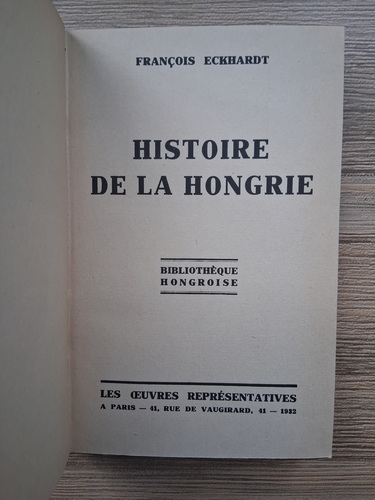 FRANÇOIS ECKHARDT
HISTOIRE
DE LA HONGRIE
BIBLIOTHÈQUE
HONGROISE
LES ŒUVRES REPRÉSENTATIVES
A PARIS — 41, RUE DE VAUGIRARD, 41 — 1932